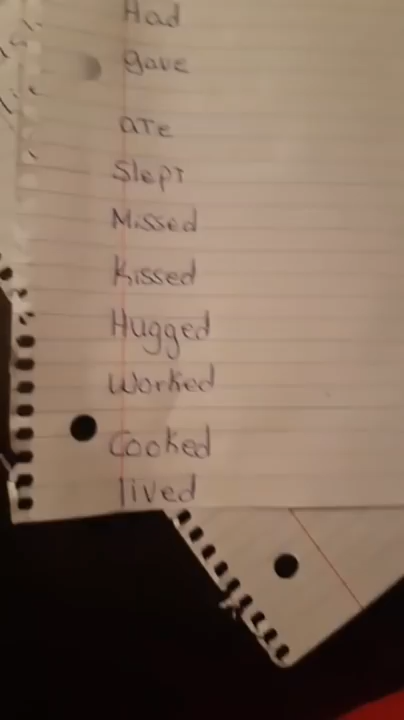 Had
gave
ate
Slept
Missed
Kissed
Hugged
Worked
Cooked
lived